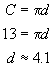 C = πd
13 = πd
d ≈ 4.1